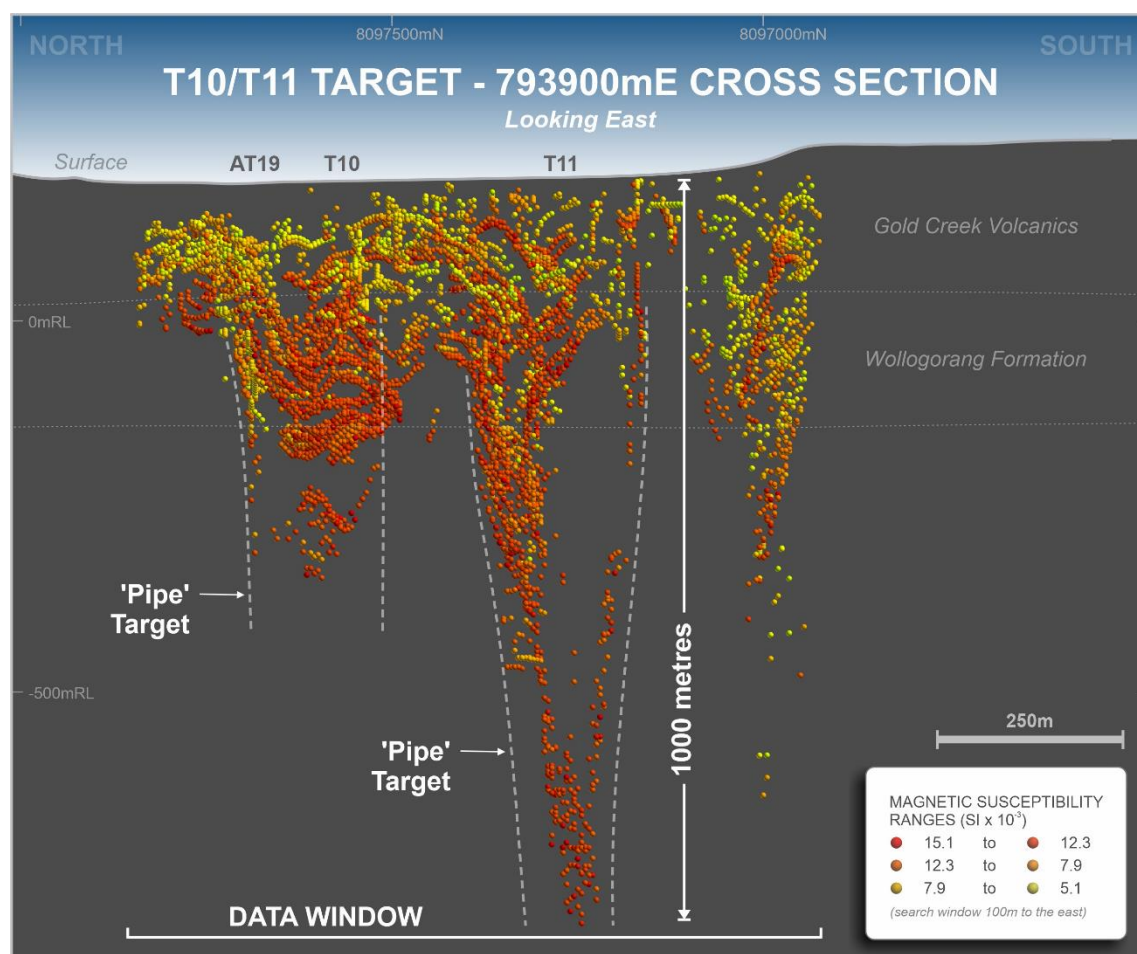 8097500mN
8097000mN
NORTH
SOUTH
T10/T11 TARGET - 793900mE CROSS SECTION
Looking East
Surface
AT19
T10
T11
Gold Creek Volcanics
0mRL
Wollogorang Formation
'Pipe'
Target
1000 metres
-500mRL
250m
'Pipe'
Target
MAGNETIC SUSCEPTIBILITY
RANGES (SI x 10⁻³)
15.1 to 12.3
12.3 to 7.9
7.9 to 5.1
(search window 100m to the east)
DATA WINDOW